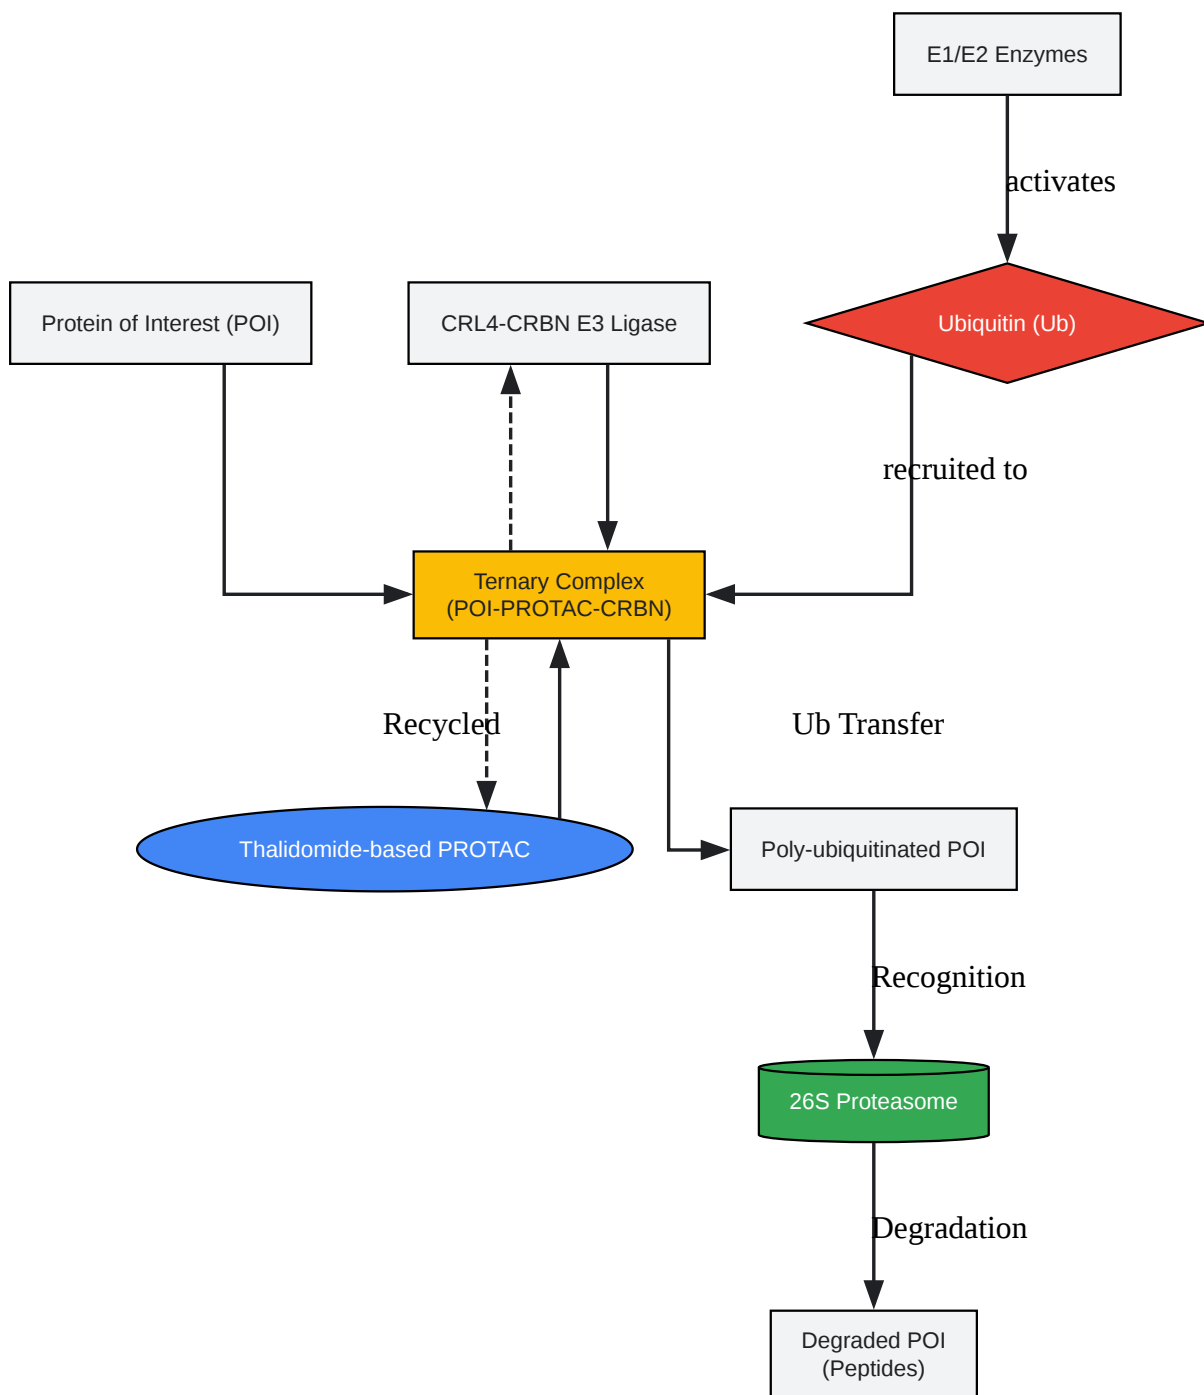 E1/E2 Enzymes
activates
Protein of Interest (POI)
CRL4-CRBN E3 Ligase
Ubiquitin (Ub)
recruited to
Ternary Complex
(POI-PROTAC-CRBN)
Recycled
Ub Transfer
Thalidomide-based PROTAC
Poly-ubiquitinated POI
Recognition
26S Proteasome
Degradation
Degraded POI
(Peptides)